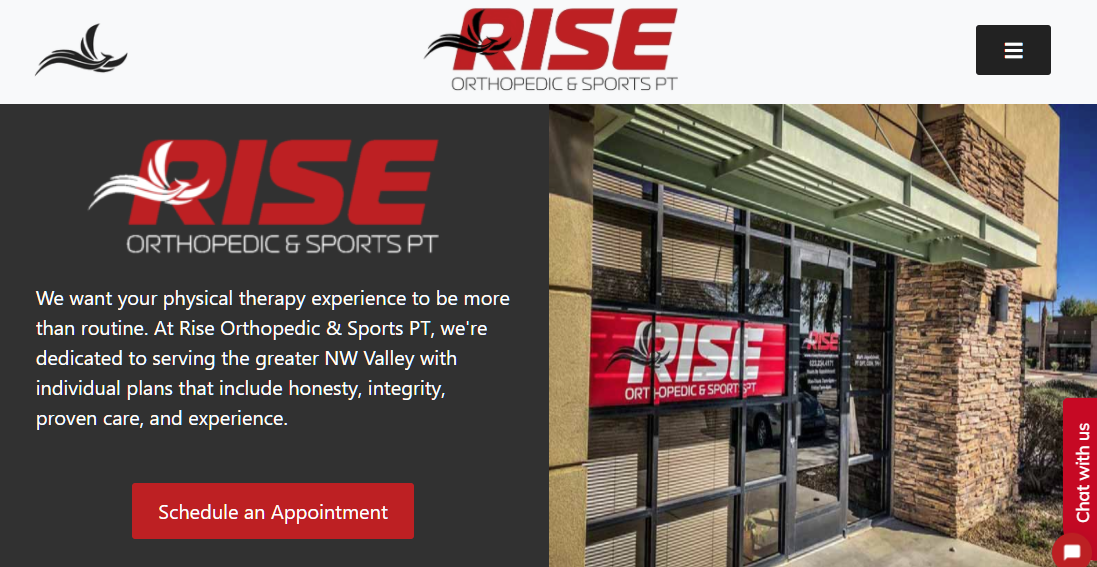 RISE
ORTHOPEDIC & SPORTS PT
RISE
ORTHOPEDIC & SPORTS PT
We want your physical therapy experience to be more
than routine. At Rise Orthopedic & Sports PT, we're
dedicated to serving the greater NW Valley with
individual plans that include honesty, integrity,
proven care, and experience.
Schedule an Appointment
128
RISE
ORTHOPEDIC & SPORTS PT
RISE
Chat with us